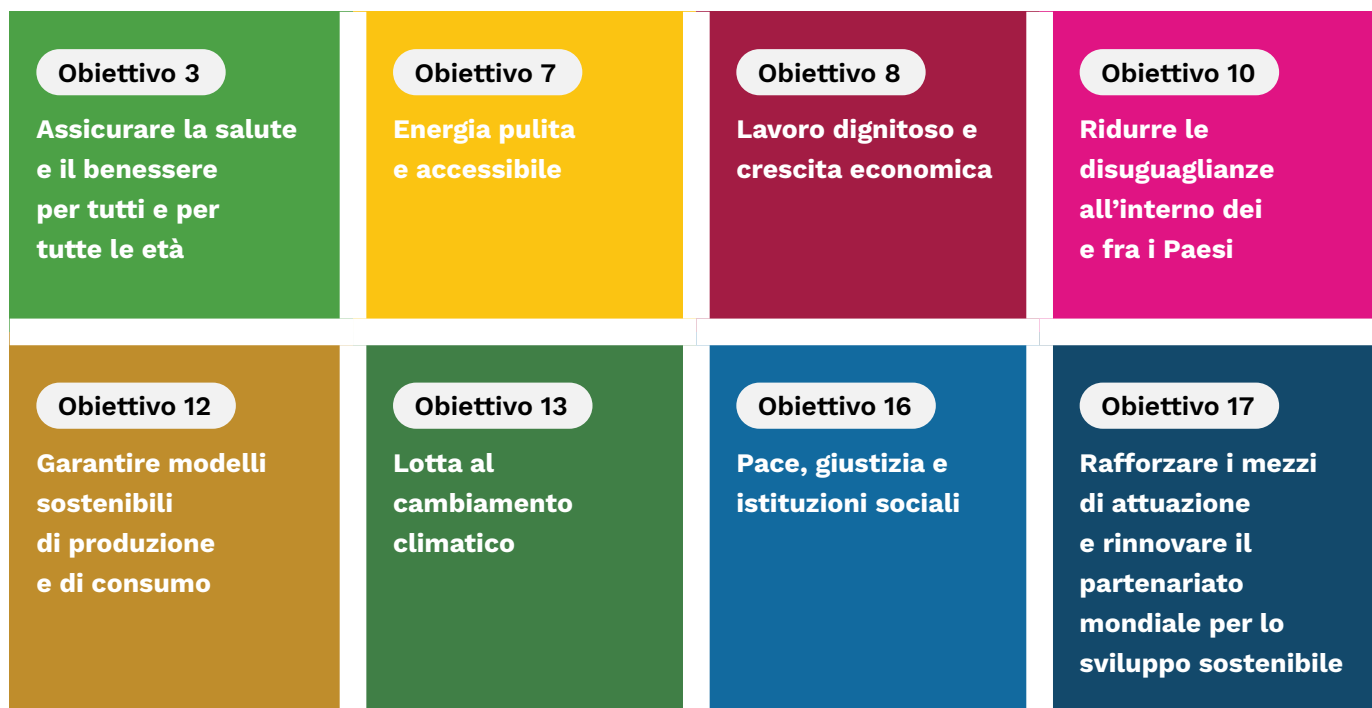 Obiettivo 3
Assicurare la salute
e il benessere
per tutti e per
tutte le età
Obiettivo 7
Energia pulita
e accessibile
Obiettivo 8
Lavoro dignitoso e
crescita economica
Obiettivo 10
Ridurre le
disuguaglianze
all’interno dei
e fra i Paesi
Obiettivo 12
Garantire modelli
sostenibili
di produzione
e di consumo
Obiettivo 13
Lotta al
cambiamento
climatico
Obiettivo 16
Pace, giustizia e
istituzioni sociali
Obiettivo 17
Rafforzare i mezzi
di attuazione
e rinnovare il
partenariato
mondiale per lo
sviluppo sostenibile